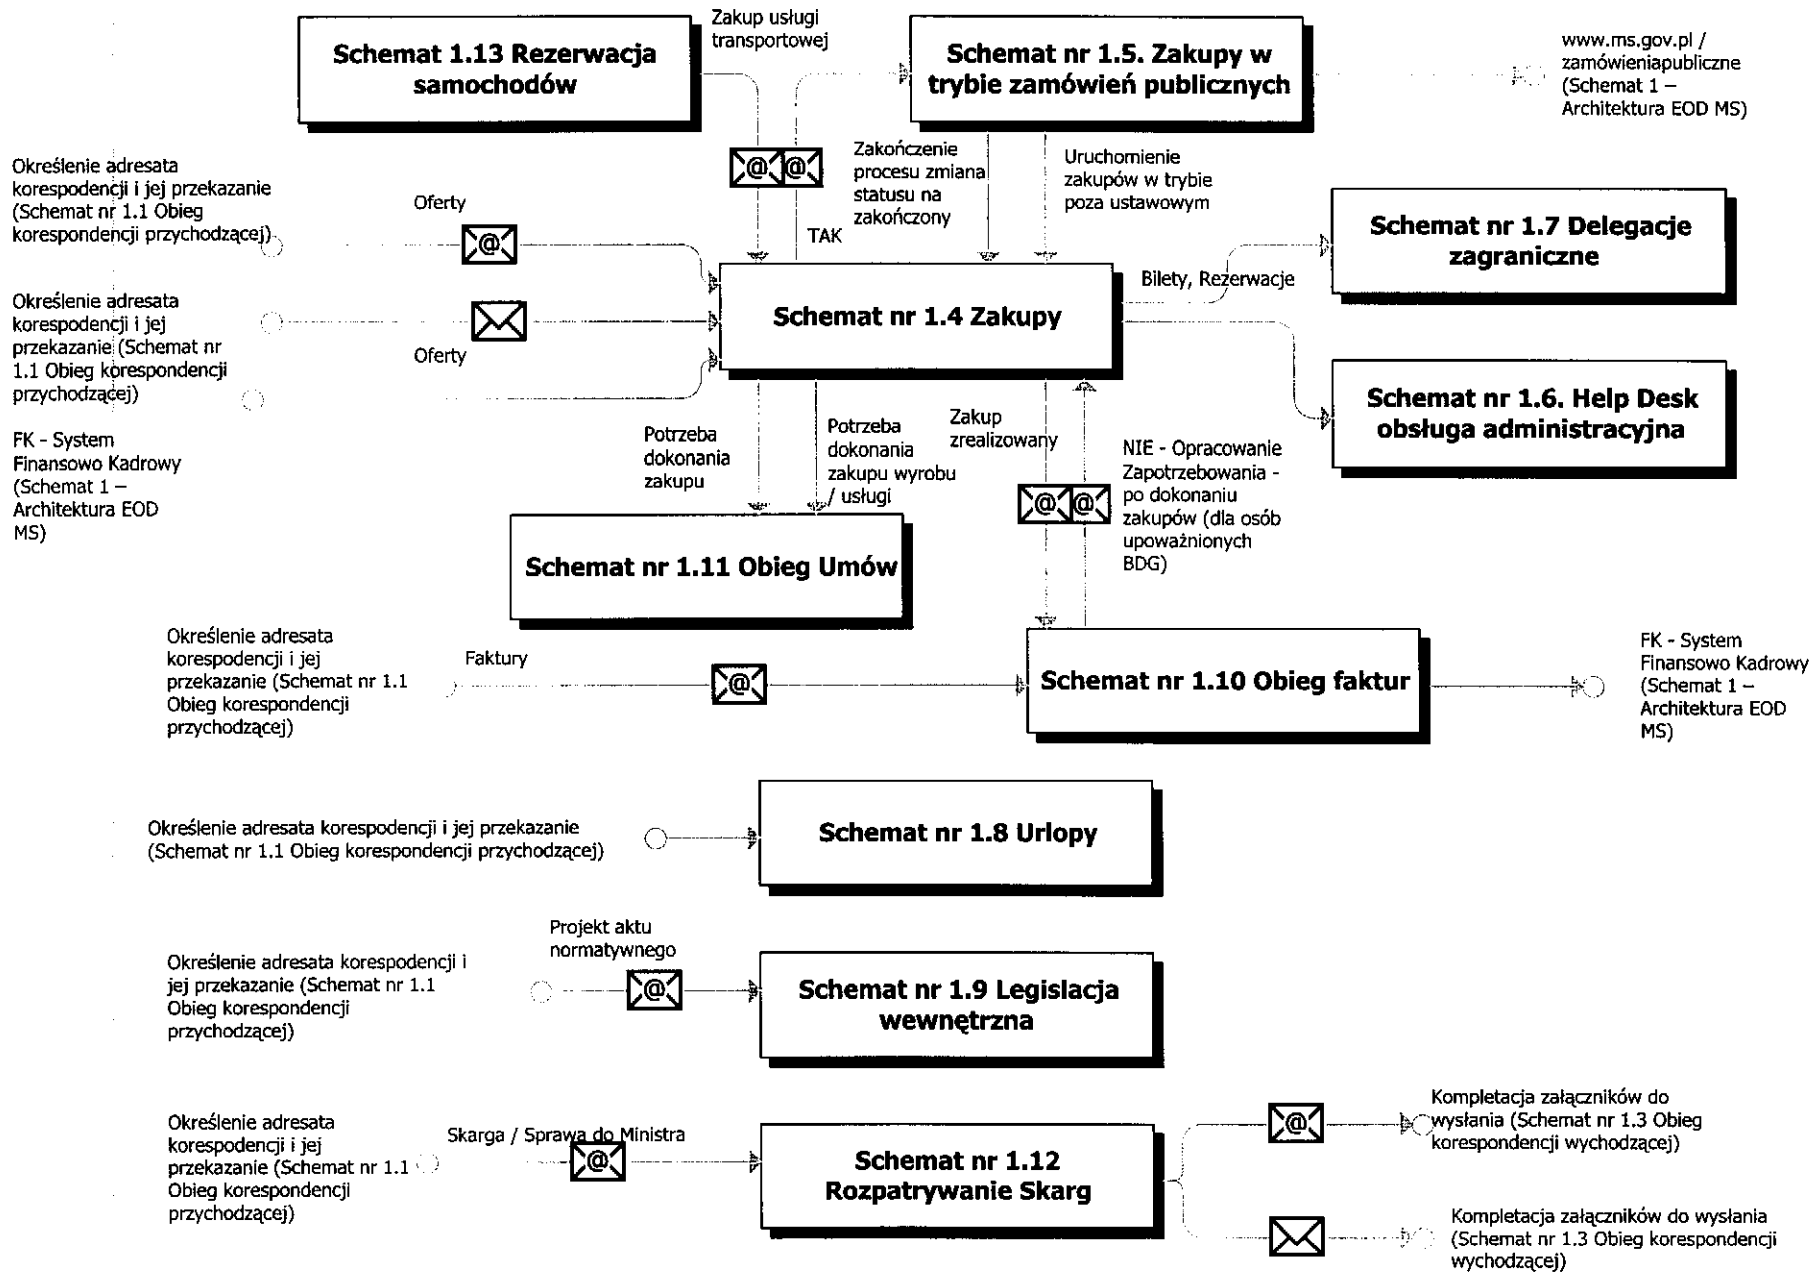 Zakup usługi
transportowej
Schemat 1.13 Rezerwacja
samochodów
Schemat nr 1.5. Zakupy w
trybie zamówień publicznych
www.ms.gov.pl /
zamówieniapubliczne
(Schemat 1 –
Architektura EOD MS)
Określenie adresata
korespodencji i jej przekazanie
(Schemat nr 1.1 Obieg
korespondencji przychodzącej)
Oferty
@
@
@
TAK
Zakończenie
procesu zmiana
statusu na
zakończony
Uruchomienie
zakupów w trybie
poza ustawowym
Schemat nr 1.7 Delegacje
zagraniczne
Określenie adresata
korespodencji i jej
przekazanie (Schemat nr
1.1 Obieg korespondencji
przychodzącej)
Oferty
Schemat nr 1.4 Zakupy
Bilety, Rezerwacje
Schemat nr 1.6. Help Desk
obsługa administracyjna
FK - System
Finansowo Kadrowy
(Schemat 1 –
Architektura EOD
MS)
Potrzeba
dokonania
zakupu
Potrzeba
dokonania
zakupu wyrobu
/ usługi
Zakup
zrealizowany
@
@
NIE - Opracowanie
Zapotrzebowania -
po dokonaniu
zakupów (dla osób
upoważnionych
BDG)
Schemat nr 1.11 Obieg Umów
Określenie adresata
korespodencji i jej
przekazanie (Schemat nr 1.1
Obieg korespondencji
przychodzącej)
Faktury
@
Schemat nr 1.10 Obieg faktur
FK - System
Finansowo Kadrowy
(Schemat 1 –
Architektura EOD
MS)
Określenie adresata korespodencji i jej przekazanie
(Schemat nr 1.1 Obieg korespondencji przychodzącej)
Schemat nr 1.8 Urlopy
Projekt aktu
normatywnego
Określenie adresata korespodencji i
jej przekazanie (Schemat nr 1.1
Obieg korespondencji
przychodzącej)
@
Schemat nr 1.9 Legislacja
wewnętrzna
Określenie adresata
korespodencji i jej
przekazanie (Schemat nr 1.1
Obieg korespondencji
przychodzącej)
Skarga / Sprawa do Ministra
@
Schemat nr 1.12
Rozpatrywanie Skarg
@
Kompletacja załączników do
wysłania (Schemat nr 1.3 Obieg
korespondencji wychodzącej)
Kompletacja załączników do wysłania
(Schemat nr 1.3 Obieg korespondencji
wychodzącej)